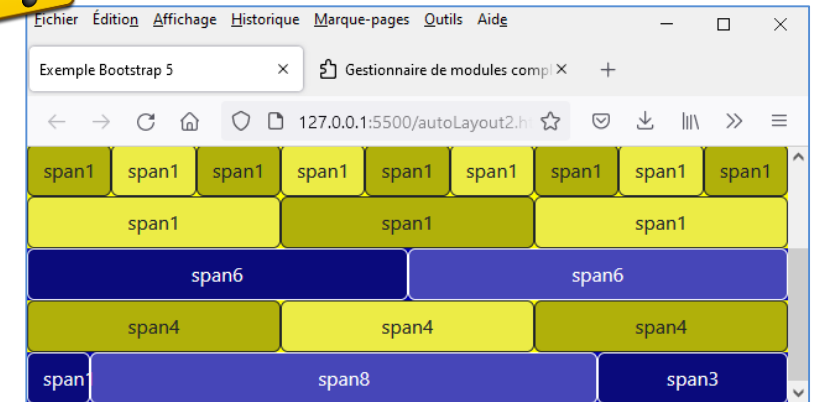 Fichier Édition Affichage Historique Marque-pages Outils Aide
Exemple Bootstrap 5 Gestionnaire de modules compl
127.0.0.1:5500/autoLayout2.h
span1 span1 span1 span1 span1 span1 span1 span1 span1
span1 span1 span1
span6 span6
span4 span4 span4
span1 span8 span3